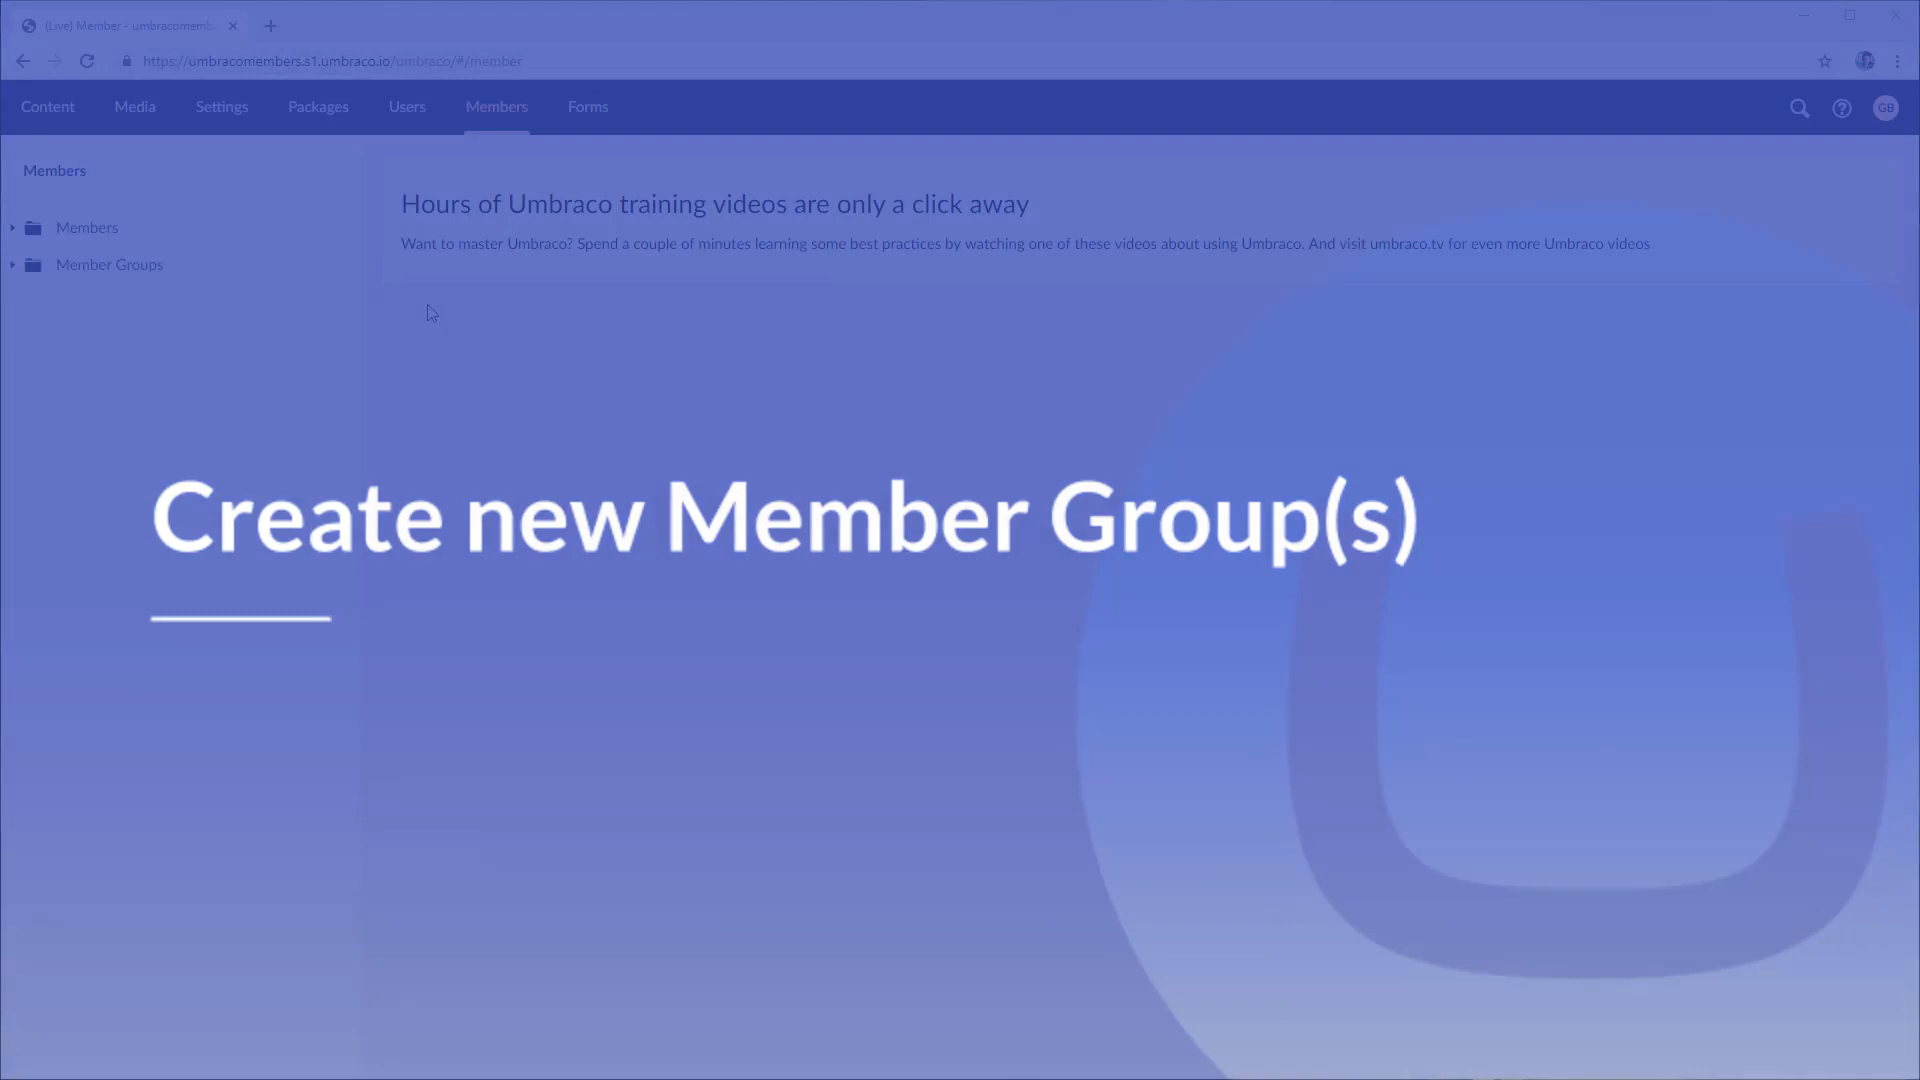 (Live) Member - umbracomemb
https://umbracomembers.s1.umbraco.io/umbraco/#/member
Content Media Settings Packages Users Members Forms GB
Members
Members
Member Groups
Hours of Umbraco training videos are only a click away
Want to master Umbraco? Spend a couple of minutes learning some best practices by watching one of these videos about using Umbraco. And visit umbraco.tv for even more Umbraco videos
Create new Member Group(s)